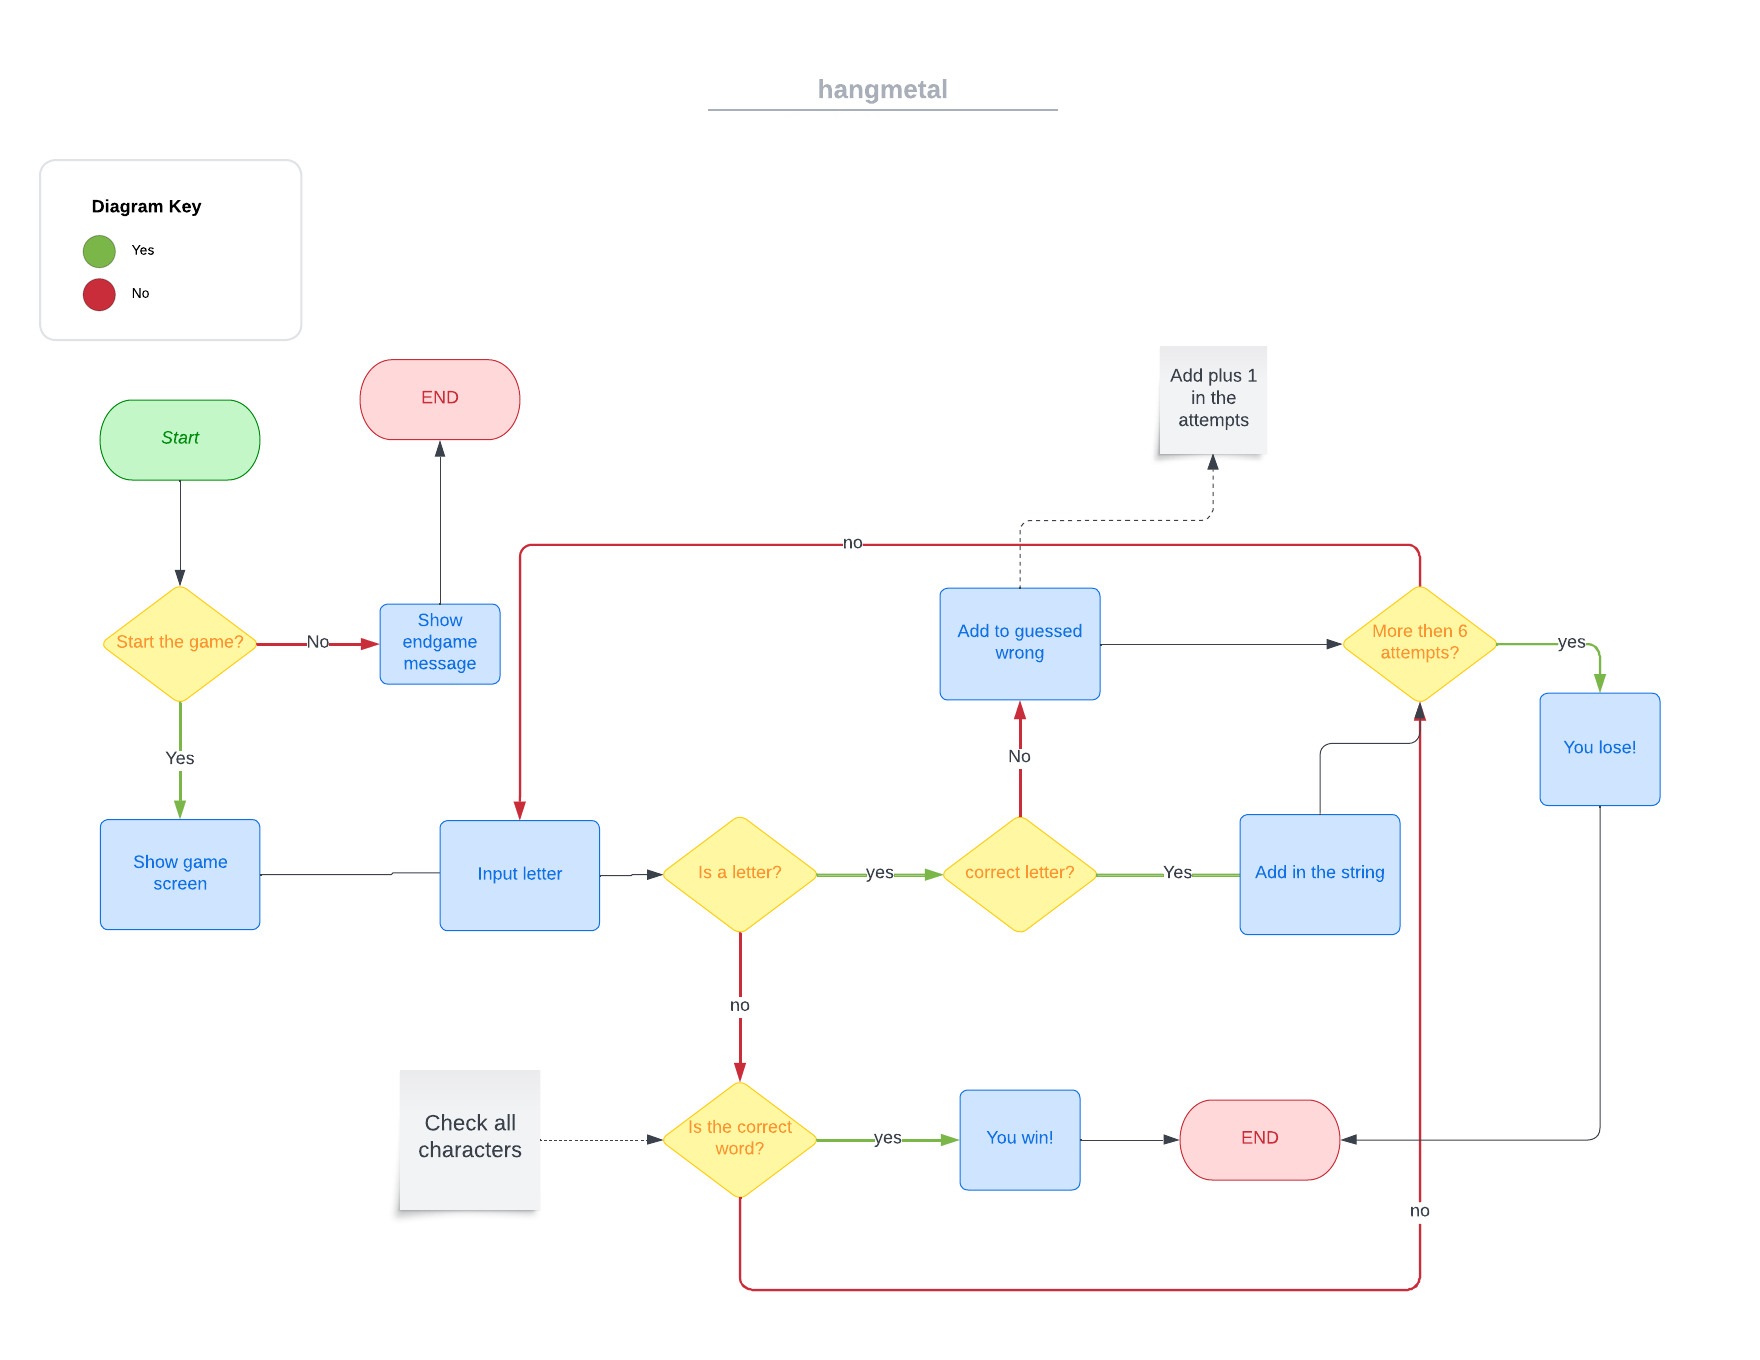 hangmetal
Diagram Key
Yes
No
END
Start
Add plus 1
in the
attempts
no
Start the game?
No
Show
endgame
message
Add to guessed
wrong
More then 6
attempts?
yes
Yes
No
You lose!
Show game
screen
Input letter
Is a letter?
yes
correct letter?
Yes
Add in the string
no
Check all
characters
Is the correct
word?
yes
You win!
END
no